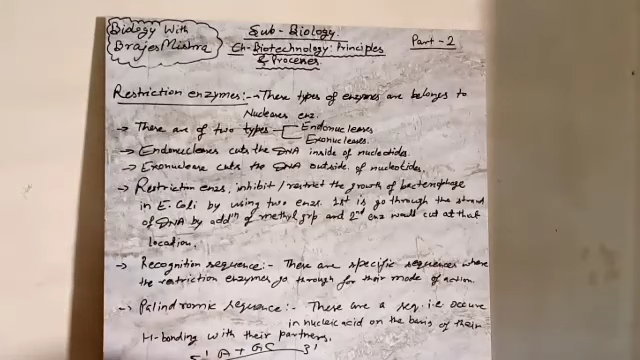 Biology With
BrajesMishra
Sub - Biology
Ch - Biotechnology: Principles
& Processes.
Part - 2
Restriction enzymes :- → These types of enzymes are belongs to
Nucleases enz.
→ There are of two types Endonucleases
Exonucleases.
→ Endonucleases cuts the DNA inside of nucleotides.
→ Exonuclease cuts the DNA outside of nucleotides.
→ Restriction enzs. inhibit / restrict the growth of bacteriophage
in E. Coli by using two enzs. 1st is go through the strand
of DNA by addn of methyl grp and 2nd enz would cut at that
location.
→ Recognition sequence :- These are specific sequences where
the restriction enzymes go through for their mode of action.
→ Palindromic sequence :- These are a seq. i.e occure
in nucleic acid on the basis of their
H-bonding with their partners.
5' 3'